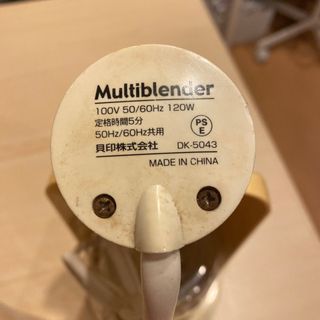 Multiblender
100V 50/60Hz 120W
定格時間5分
50Hz/60Hz共用
PS
E
貝印株式会社 DK-5043
MADE IN CHINA